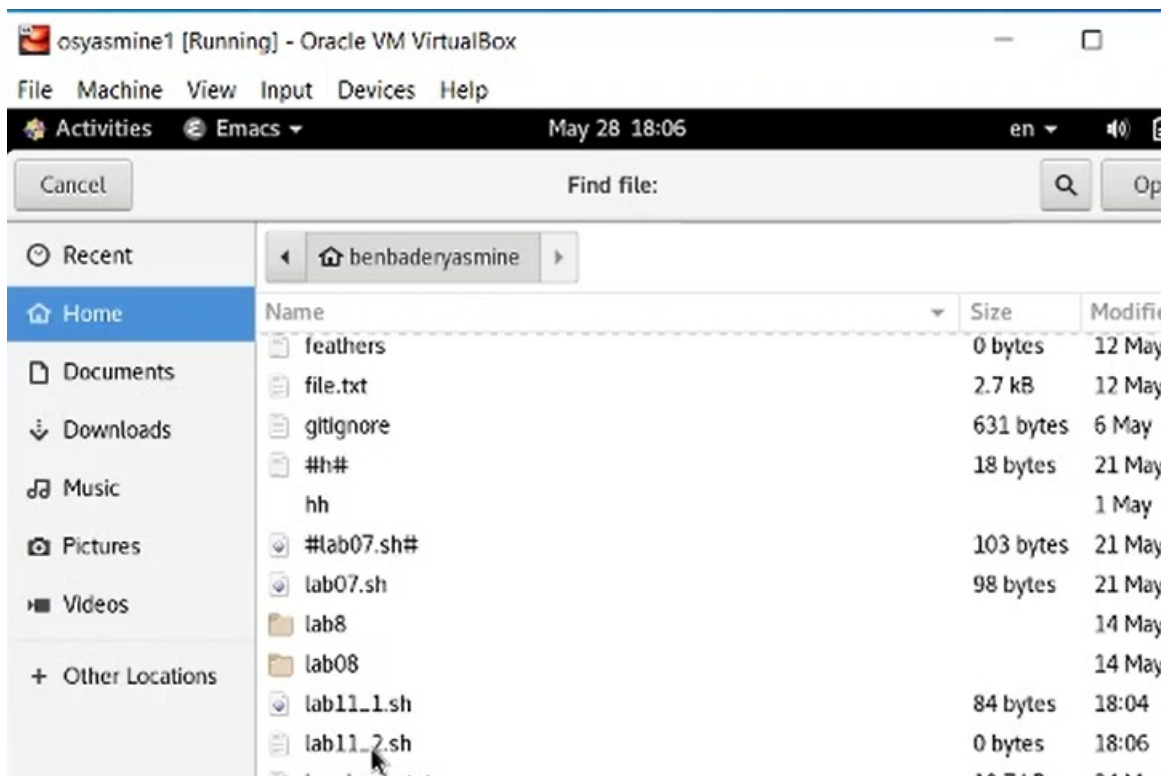 osyasmine1 [Running] - Oracle VM VirtualBox
File Machine View Input Devices Help
Activities Emacs May 28 18:06 en
Cancel Find file: Op
Recent benbaderyasmine
Home Name Size Modifie
feathers 0 bytes 12 May
Documents file.txt 2.7 kB 12 May
Downloads gitignore 631 bytes 6 May
#h# 18 bytes 21 May
Music hh 1 May
Pictures #lab07.sh# 103 bytes 21 May
lab07.sh 98 bytes 21 May
Videos
lab8 14 May
Other Locations lab08 14 May
lab11_1.sh 84 bytes 18:04
lab11_2.sh 0 bytes 18:06